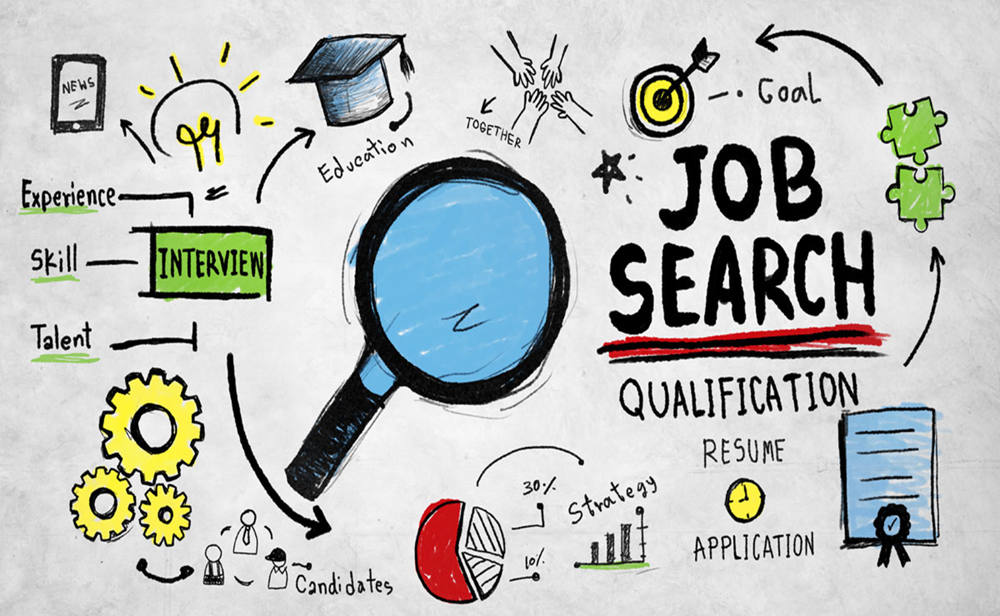 NEWS
Education
TOGETHER
Goal
JOB
SEARCH
Experience
Skill
INTERVIEW
Talent
QUALIFICATION
RESUME
APPLICATION
30%
10%
Strategy
Candidates